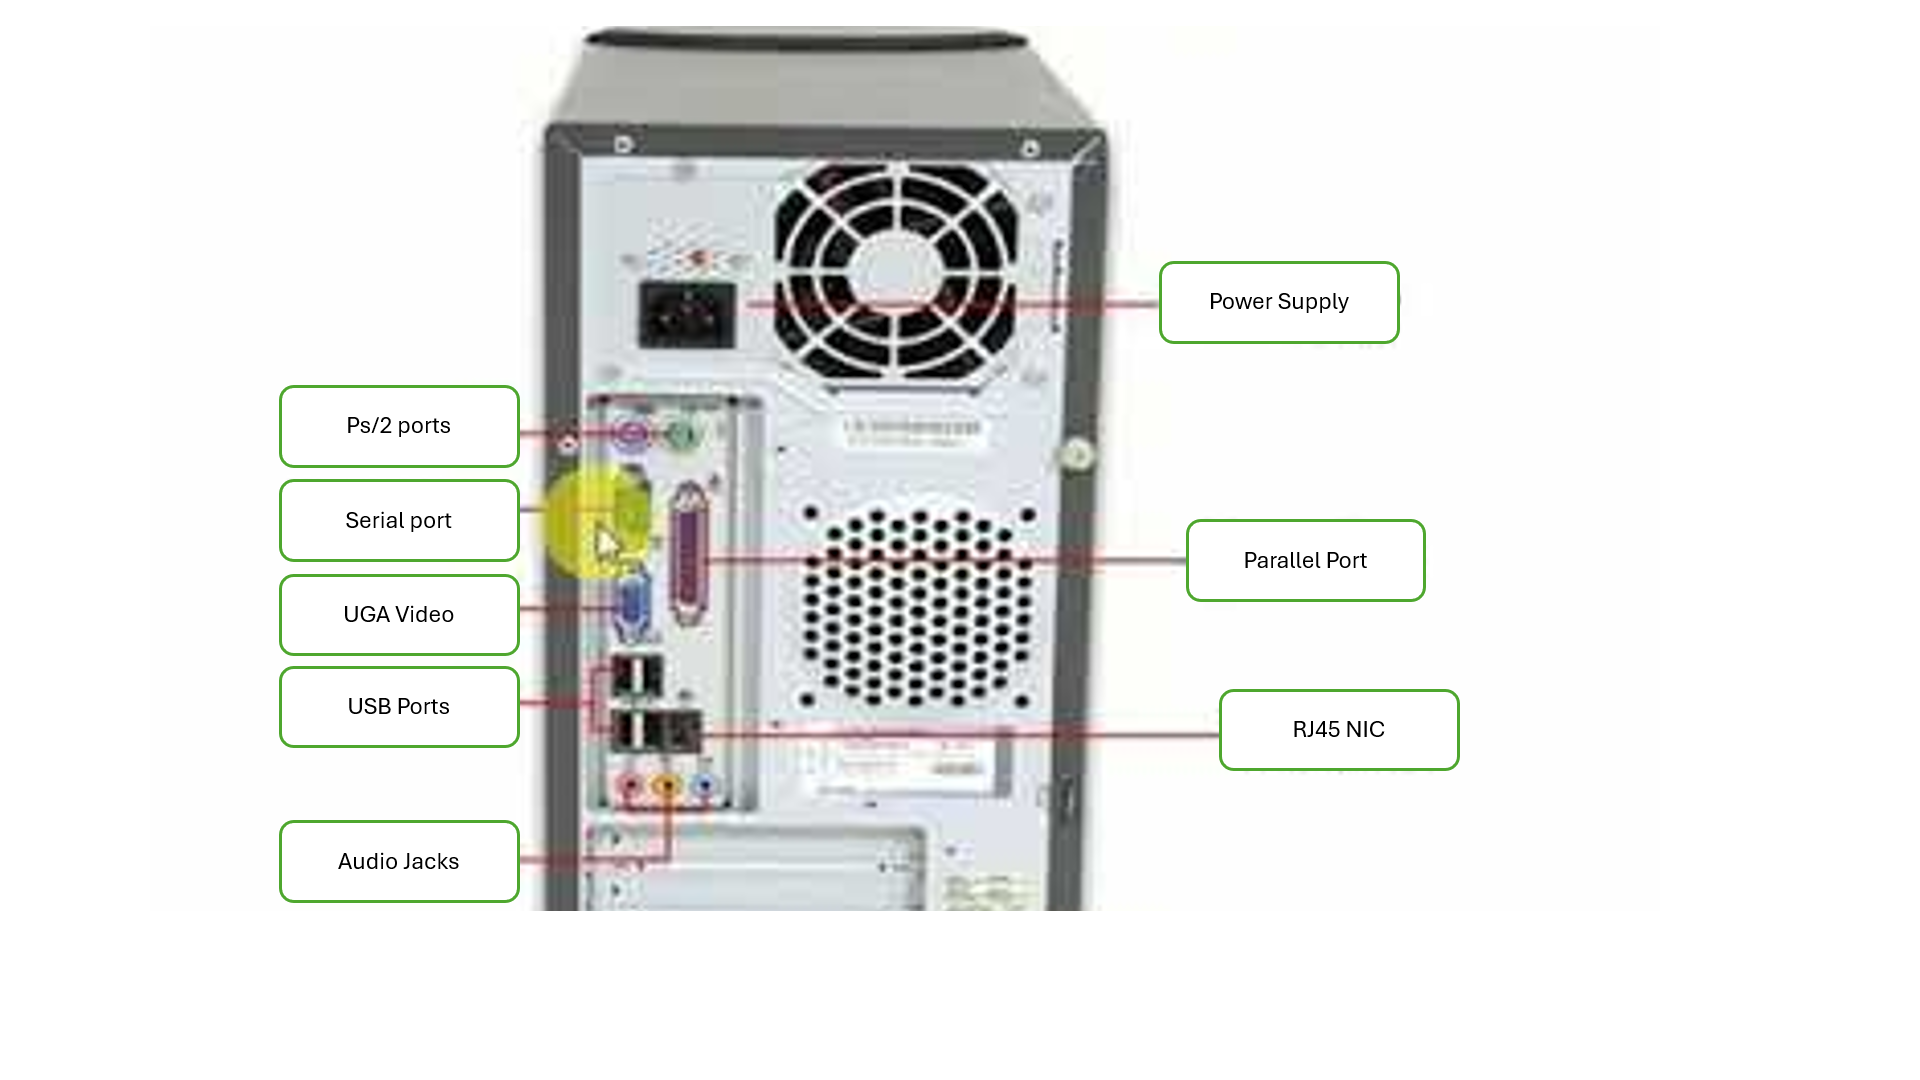 Power Supply
Ps/2 ports
Serial port
Parallel Port
UGA Video
USB Ports
RJ45 NIC
Audio Jacks